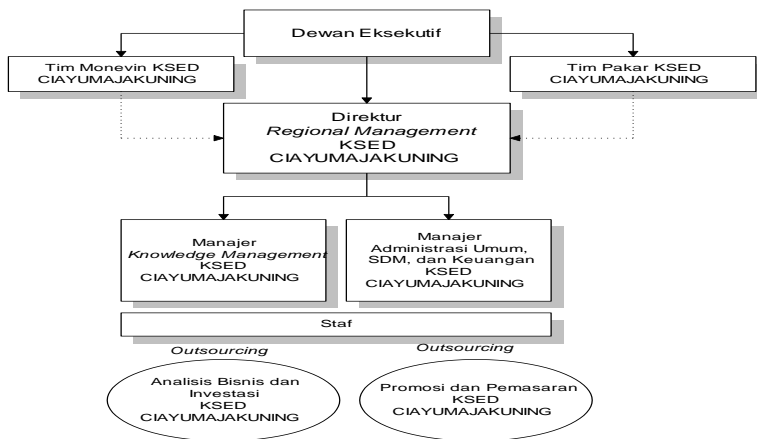 Dewan Eksekutif
Tim Monevin KSED
CIAYUMAJAKUNING
Tim Pakar KSED
CIAYUMAJAKUNING
Direktur
Regional Management
KSED
CIAYUMAJAKUNING
Manajer
Knowledge Management
KSED
CIAYUMAJAKUNING
Manajer
Administrasi Umum,
SDM, dan Keuangan
KSED
CIAYUMAJAKUNING
Staf
Outsourcing
Outsourcing
Analisis Bisnis dan
Investasi
KSED
CIAYUMAJAKUNING
Promosi dan Pemasaran
KSED
CIAYUMAJAKUNING